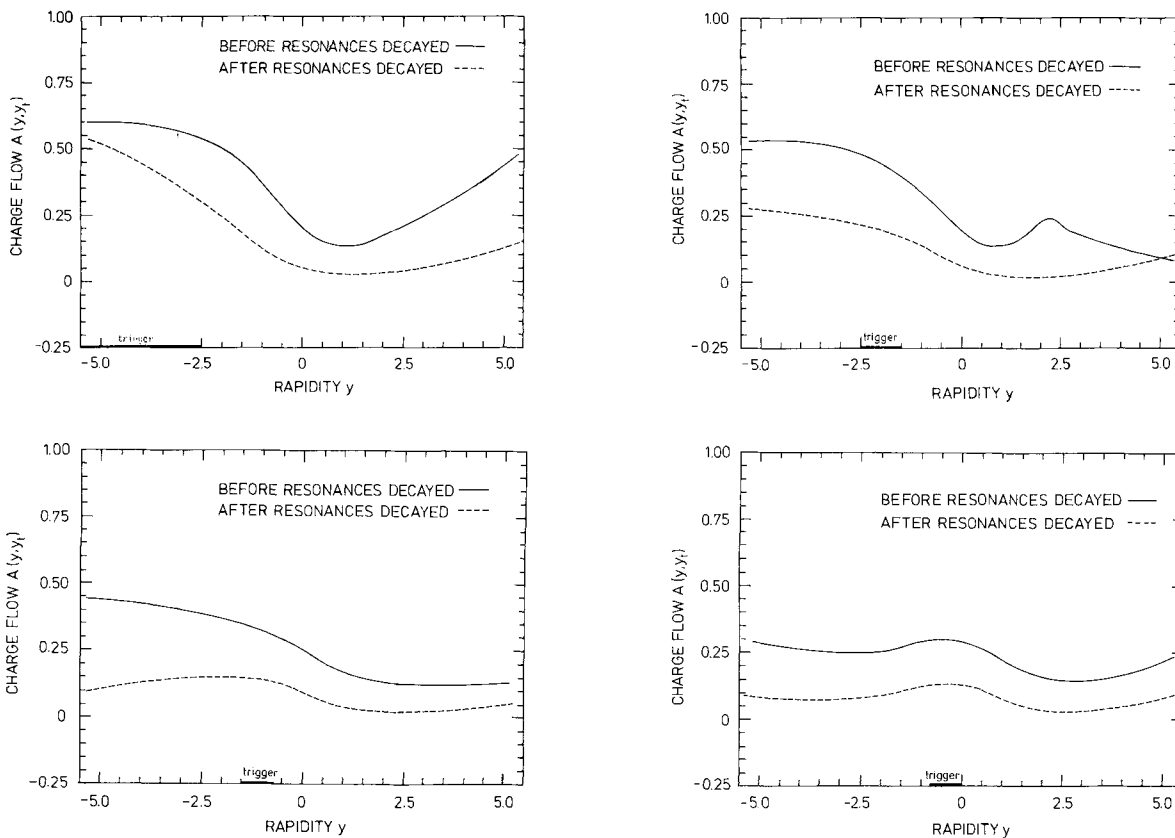 1.00
BEFORE RESONANCES DECAYED
AFTER RESONANCES DECAYED
0.75
0.50
0.25
0
-0.25
CHARGE FLOW A (y,yt)
trigger
-5.0 -2.5 0 2.5 5.0
RAPIDITY y
1.00
BEFORE RESONANCES DECAYED
AFTER RESONANCES DECAYED
0.75
0.50
0.25
0
-0.25
CHARGE FLOW A (y,yt)
trigger
-5.0 -2.5 0 2.5 5.0
RAPIDITY y
1.00
BEFORE RESONANCES DECAYED
AFTER RESONANCES DECAYED
0.75
0.50
0.25
0
-0.25
CHARGE FLOW A (y,yt)
trigger
-5.0 -2.5 0 2.5 5.0
RAPIDITY y
1.00
BEFORE RESONANCES DECAYED
AFTER RESONANCES DECAYED
0.75
0.50
0.25
0
-0.25
CHARGE FLOW A (y,yt)
trigger
-5.0 -2.5 0 2.5 5.0
RAPIDITY y